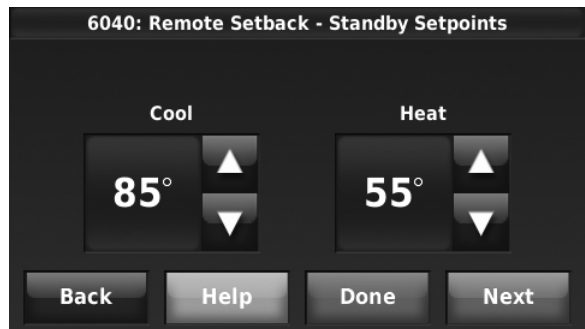 6040: Remote Setback - Standby Setpoints
Cool Heat
85° 55°
Back Help Done Next